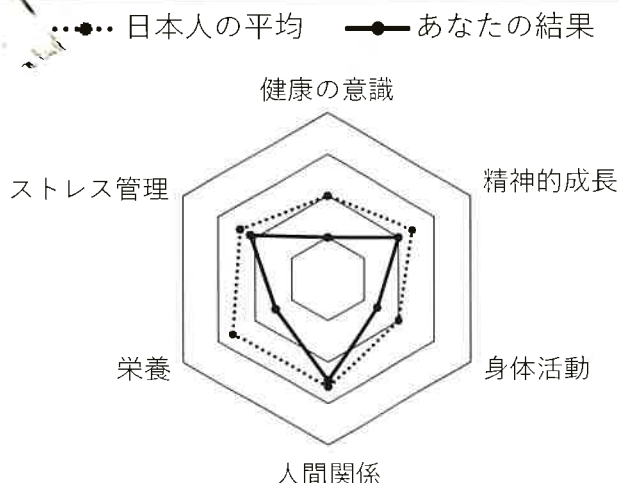 日本人の平均 あなたの結果
健康の意識
ストレス管理 精神的成長
栄養 身体活動
人間関係